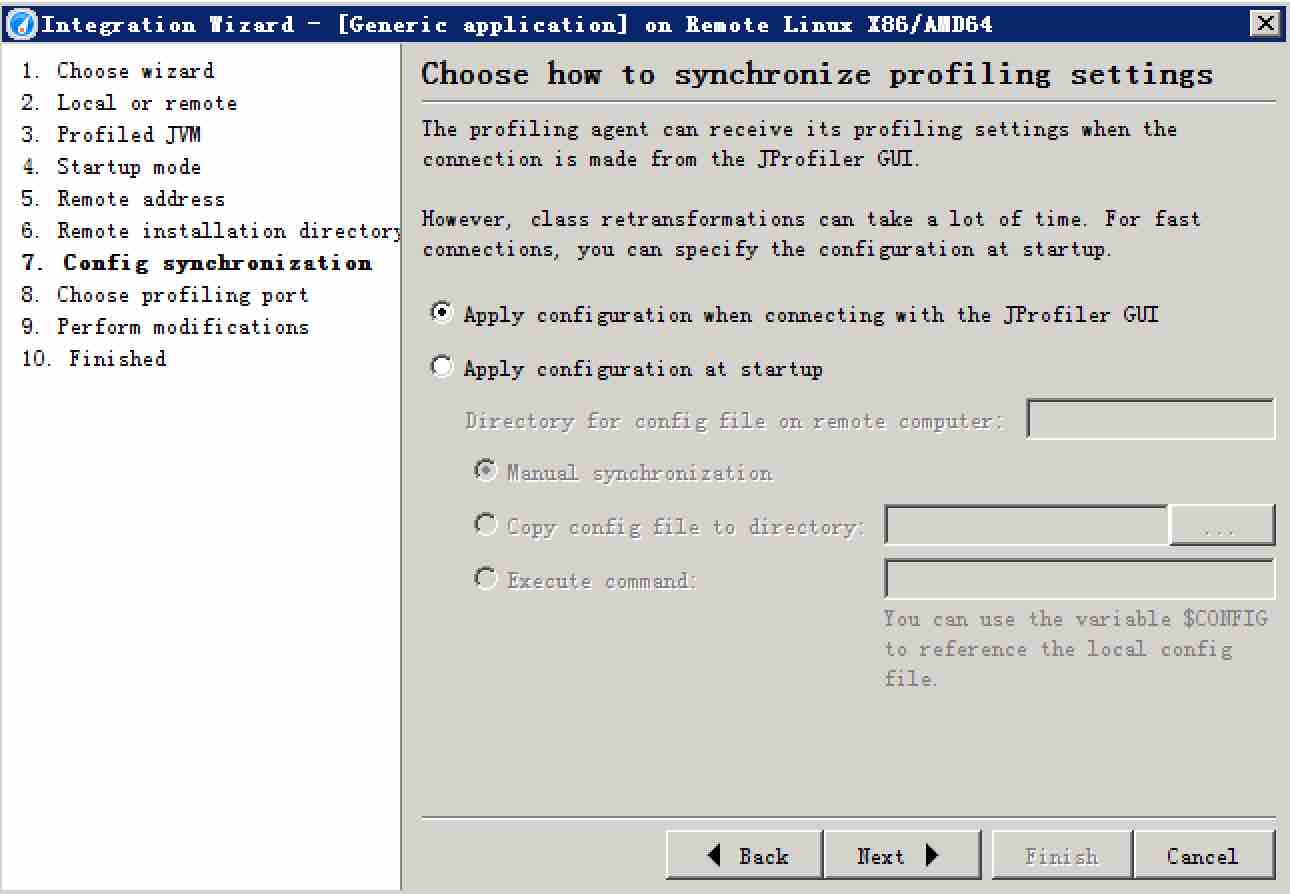 Integration Wizard - [Generic application] on Remote Linux X86/AMD64
1. Choose wizard
2. Local or remote
3. Profiled JVM
4. Startup mode
5. Remote address
6. Remote installation directory
7. Config synchronization
8. Choose profiling port
9. Perform modifications
10. Finished
Choose how to synchronize profiling settings
The profiling agent can receive its profiling settings when the
connection is made from the JProfiler GUI.
However, class retransformations can take a lot of time. For fast
connections, you can specify the configuration at startup.
Apply configuration when connecting with the JProfiler GUI
Apply configuration at startup
Directory for config file on remote computer:
Manual synchronization
Copy config file to directory:
...
Execute command:
You can use the variable $CONFIG
to reference the local config
file.
Back
Next
Finish
Cancel